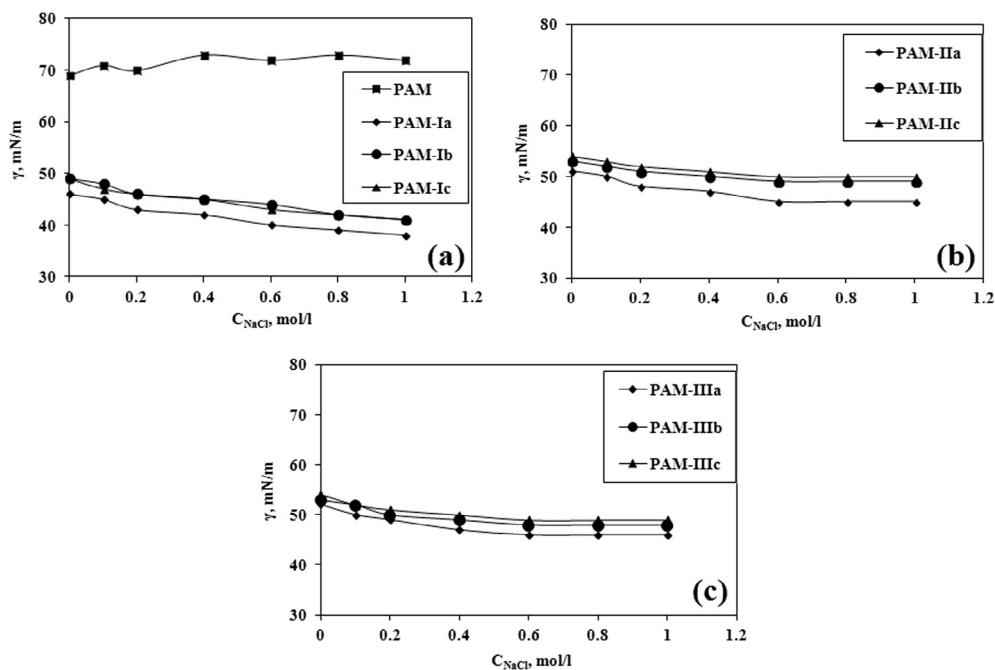 (a)
80
70
60
50
40
30
γ, mN/m
0 0.2 0.4 0.6 0.8 1 1.2
C_NaCl, mol/l
PAM
PAM-Ia
PAM-Ib
PAM-Ic
(b)
80
70
60
50
40
30
γ, mN/m
0 0.2 0.4 0.6 0.8 1 1.2
C_NaCl, mol/l
PAM-IIa
PAM-IIb
PAM-IIc
(c)
80
70
60
50
40
30
γ, mN/m
0 0.2 0.4 0.6 0.8 1 1.2
C_NaCl, mol/l
PAM-IIIa
PAM-IIIb
PAM-IIIc